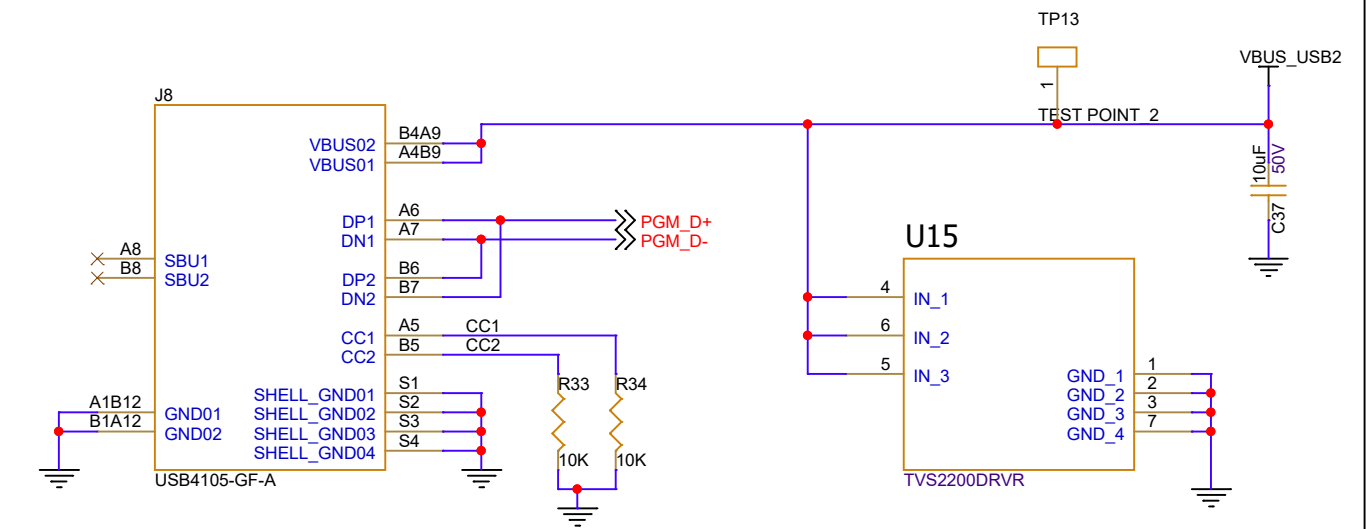 TP13
1
TEST POINT_2
VBUS_USB2
10uF
50V
C37
J8
VBUS02
B4A9
VBUS01
A4B9
DP1
A6
PGM_D+
DN1
A7
PGM_D-
A8
SBU1
B8
SBU2
DP2
B6
DN2
B7
CC1
A5
CC1
CC2
B5
CC2
SHELL_GND01
S1
SHELL_GND02
S2
SHELL_GND03
S3
SHELL_GND04
S4
A1B12
GND01
B1A12
GND02
USB4105-GF-A
R33
10K
R34
10K
U15
4
IN_1
6
IN_2
5
IN_3
GND_1
1
GND_2
2
GND_3
3
GND_4
7
TVS2200DRVR